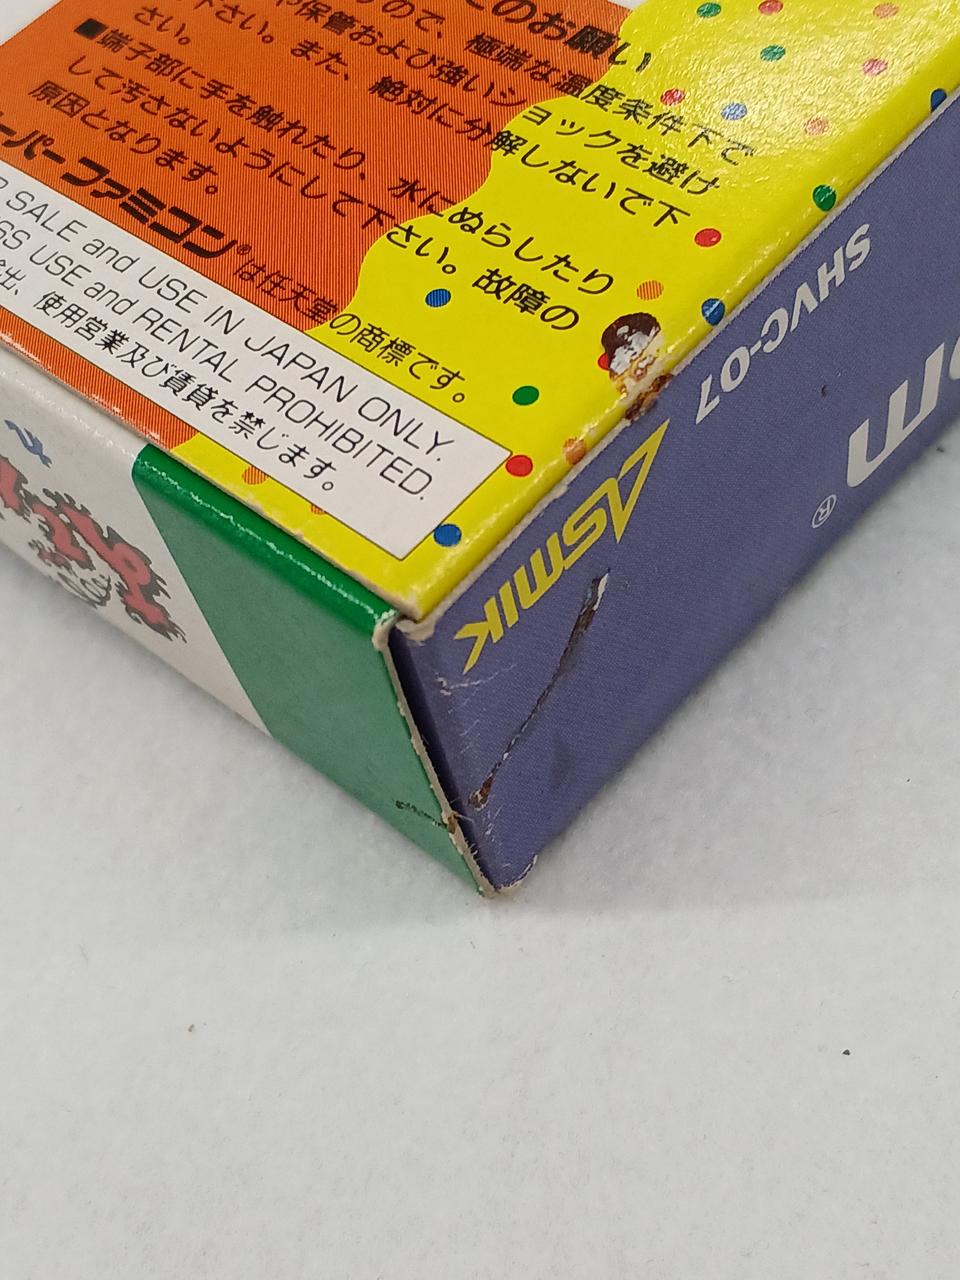 このお願い
ので、極端な温度条件下で
や保管および強いショックを避け
下さい。また、絶対に分解しないで下
さい。
■端子部に手を触れたり、水にぬらしたり
して汚さないようにして下さい。故障の
原因となります。
ーパーファミコン®は任天堂の商標です。
SALE and USE IN JAPAN ONLY.
SS USE and RENTAL PROHIBITED.
出、使用営業及び賃貸を禁じます。
SHVC-07
ASMIK
®